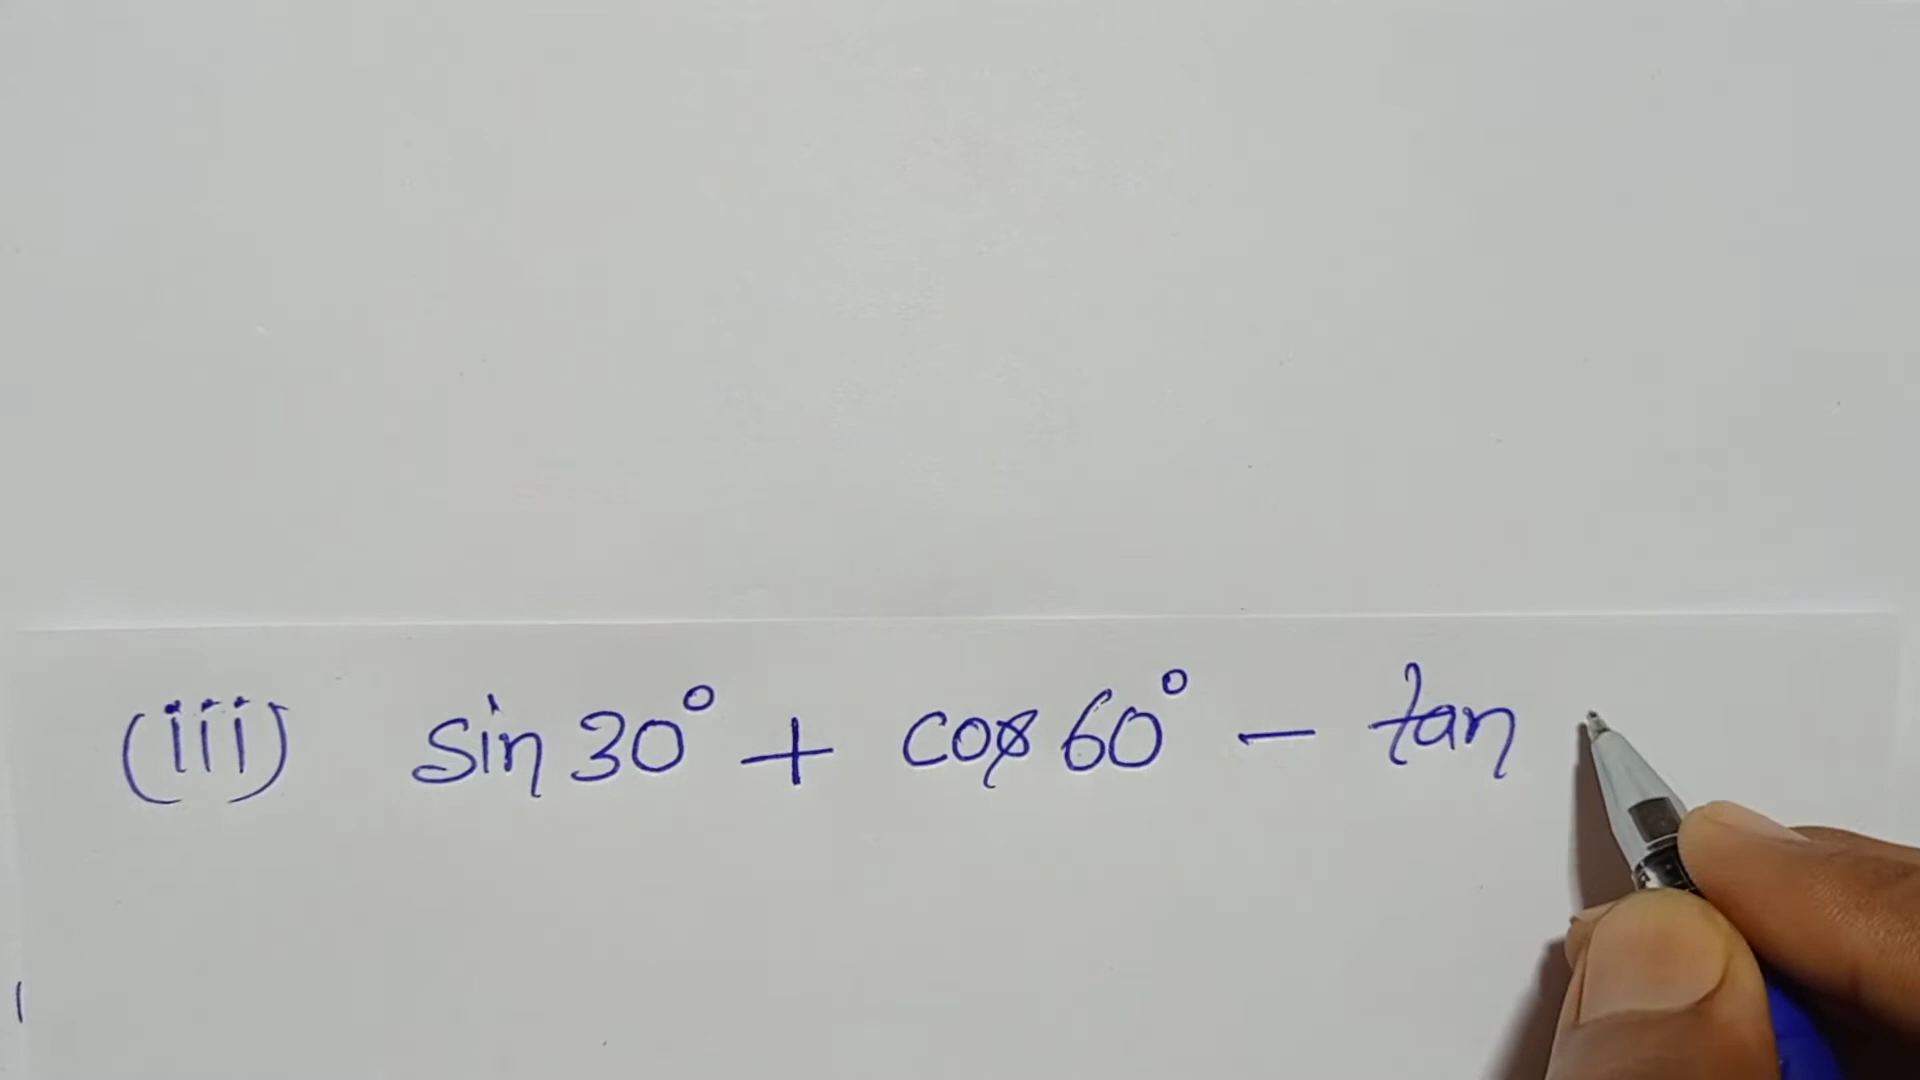 (iii) sin 30° + cos 60° - tan